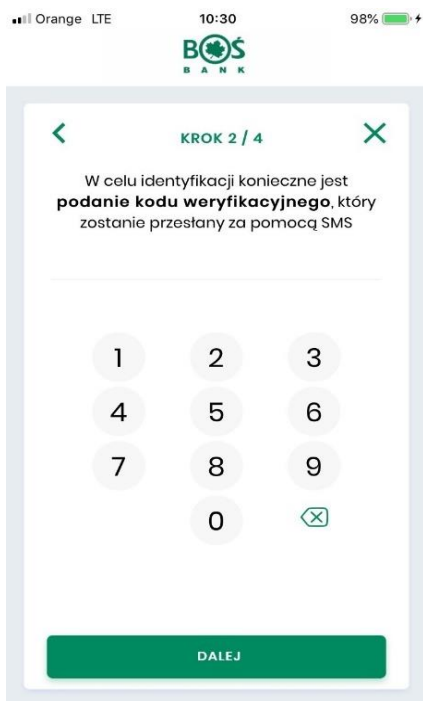 Orange LTE 10:30 98%
BOŚ
BANK
KROK 2 / 4
W celu identyfikacji konieczne jest
podanie kodu weryfikacyjnego, który
zostanie przesłany za pomocą SMS
1 2 3
4 5 6
7 8 9
0
DALEJ